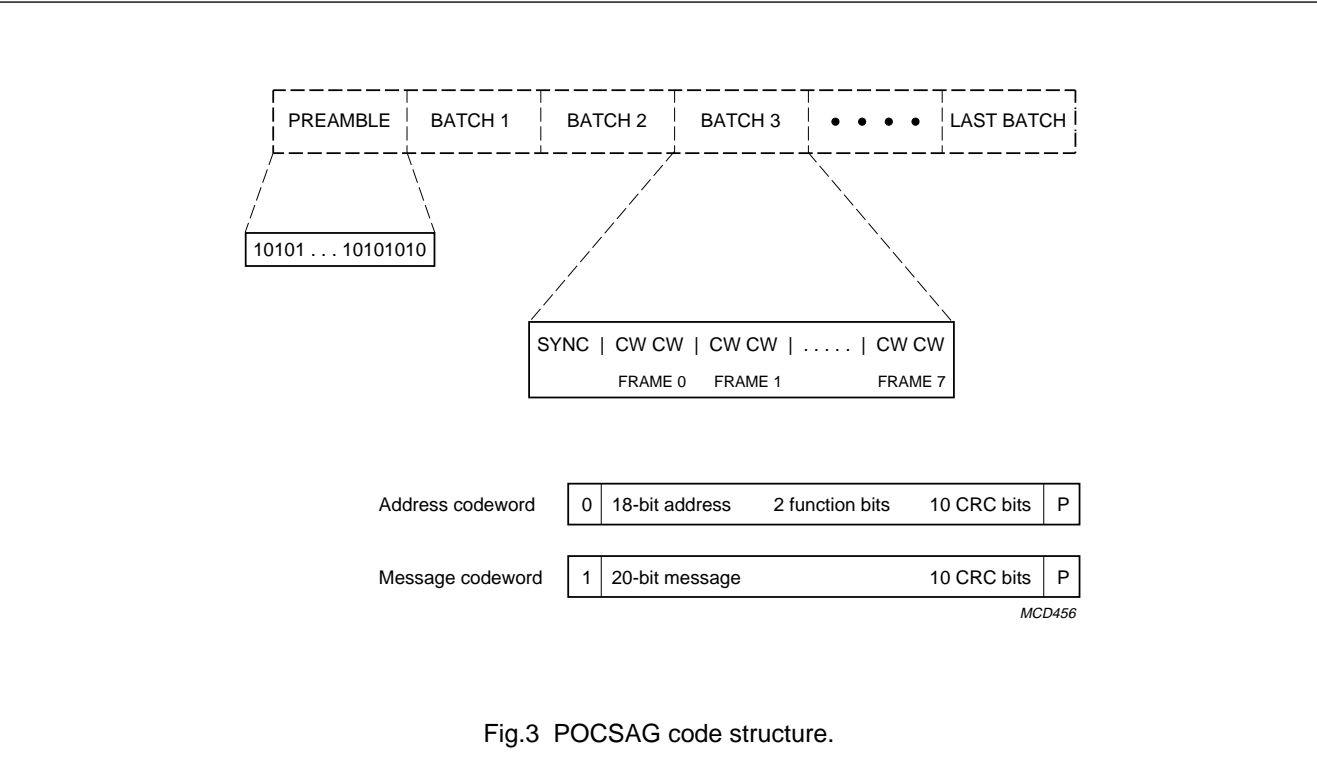 PREAMBLE BATCH 1 BATCH 2 BATCH 3 • • • • LAST BATCH
10101 . . . 10101010
SYNC | CW CW | CW CW | . . . . . | CW CW
FRAME 0 FRAME 1 FRAME 7
Address codeword 0 18-bit address 2 function bits 10 CRC bits P
Message codeword 1 20-bit message 10 CRC bits P
MCD456
Fig.3 POCSAG code structure.